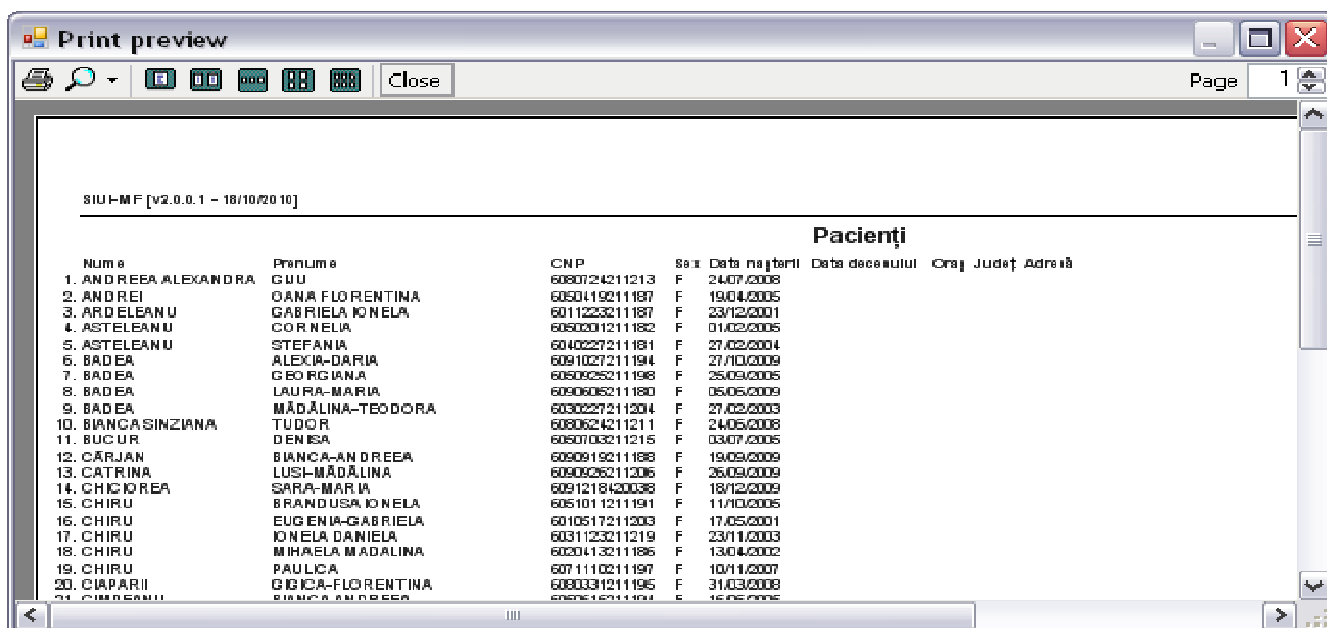 Print preview
Close Page 1
SIUI-MF [v2.0.0.1 – 18/10/2010]
Pacienți
Nume Prenume CNP Sex Data nașterii Data decesului Oraș Județ Adresă
1. ANDREEA ALEXANDRA GUU 6080724211213 F 24/07/2008
2. ANDREI OANA FLORENTINA 6050419211187 F 19/04/2005
3. ARDELEANU GABRIELA IONELA 6011223211187 F 23/12/2001
4. ASTELEANU CORNELIA 6050201211182 F 01/02/2005
5. ASTELEANU STEFANIA 6040227211181 F 27/02/2004
6. BADEA ALEXIA-DARIA 6091027211194 F 27/10/2009
7. BADEA GEORGIANA 6050925211198 F 25/09/2005
8. BADEA LAURA-MARIA 6090605211180 F 05/06/2009
9. BADEA MĂDĂLINA-TEODORA 6030227211204 F 27/02/2003
10. BIANCA SINZIANA TUDOR 6080624211211 F 24/06/2008
11. BUCUR DENISA 6050703211215 F 03/07/2005
12. CÂRJAN BIANCA-ANDREEA 6090919211188 F 19/09/2009
13. CATRINA LUSI-MĂDĂLINA 6090926211206 F 26/09/2009
14. CHICIOREA SARA-MARIA 6091218420038 F 18/12/2009
15. CHIRU BRANDUSA IONELA 6051011211191 F 11/10/2005
16. CHIRU EUGENIA-GABRIELA 6010517211203 F 17/05/2001
17. CHIRU IONELA DANIELA 6031123211219 F 23/11/2003
18. CHIRU MIHAELA MADALINA 6020413211186 F 13/04/2002
19. CHIRU PAULICA 6071110211197 F 10/11/2007
20. CIAPARII GIGICA-FLORENTINA 6080331211195 F 31/03/2008